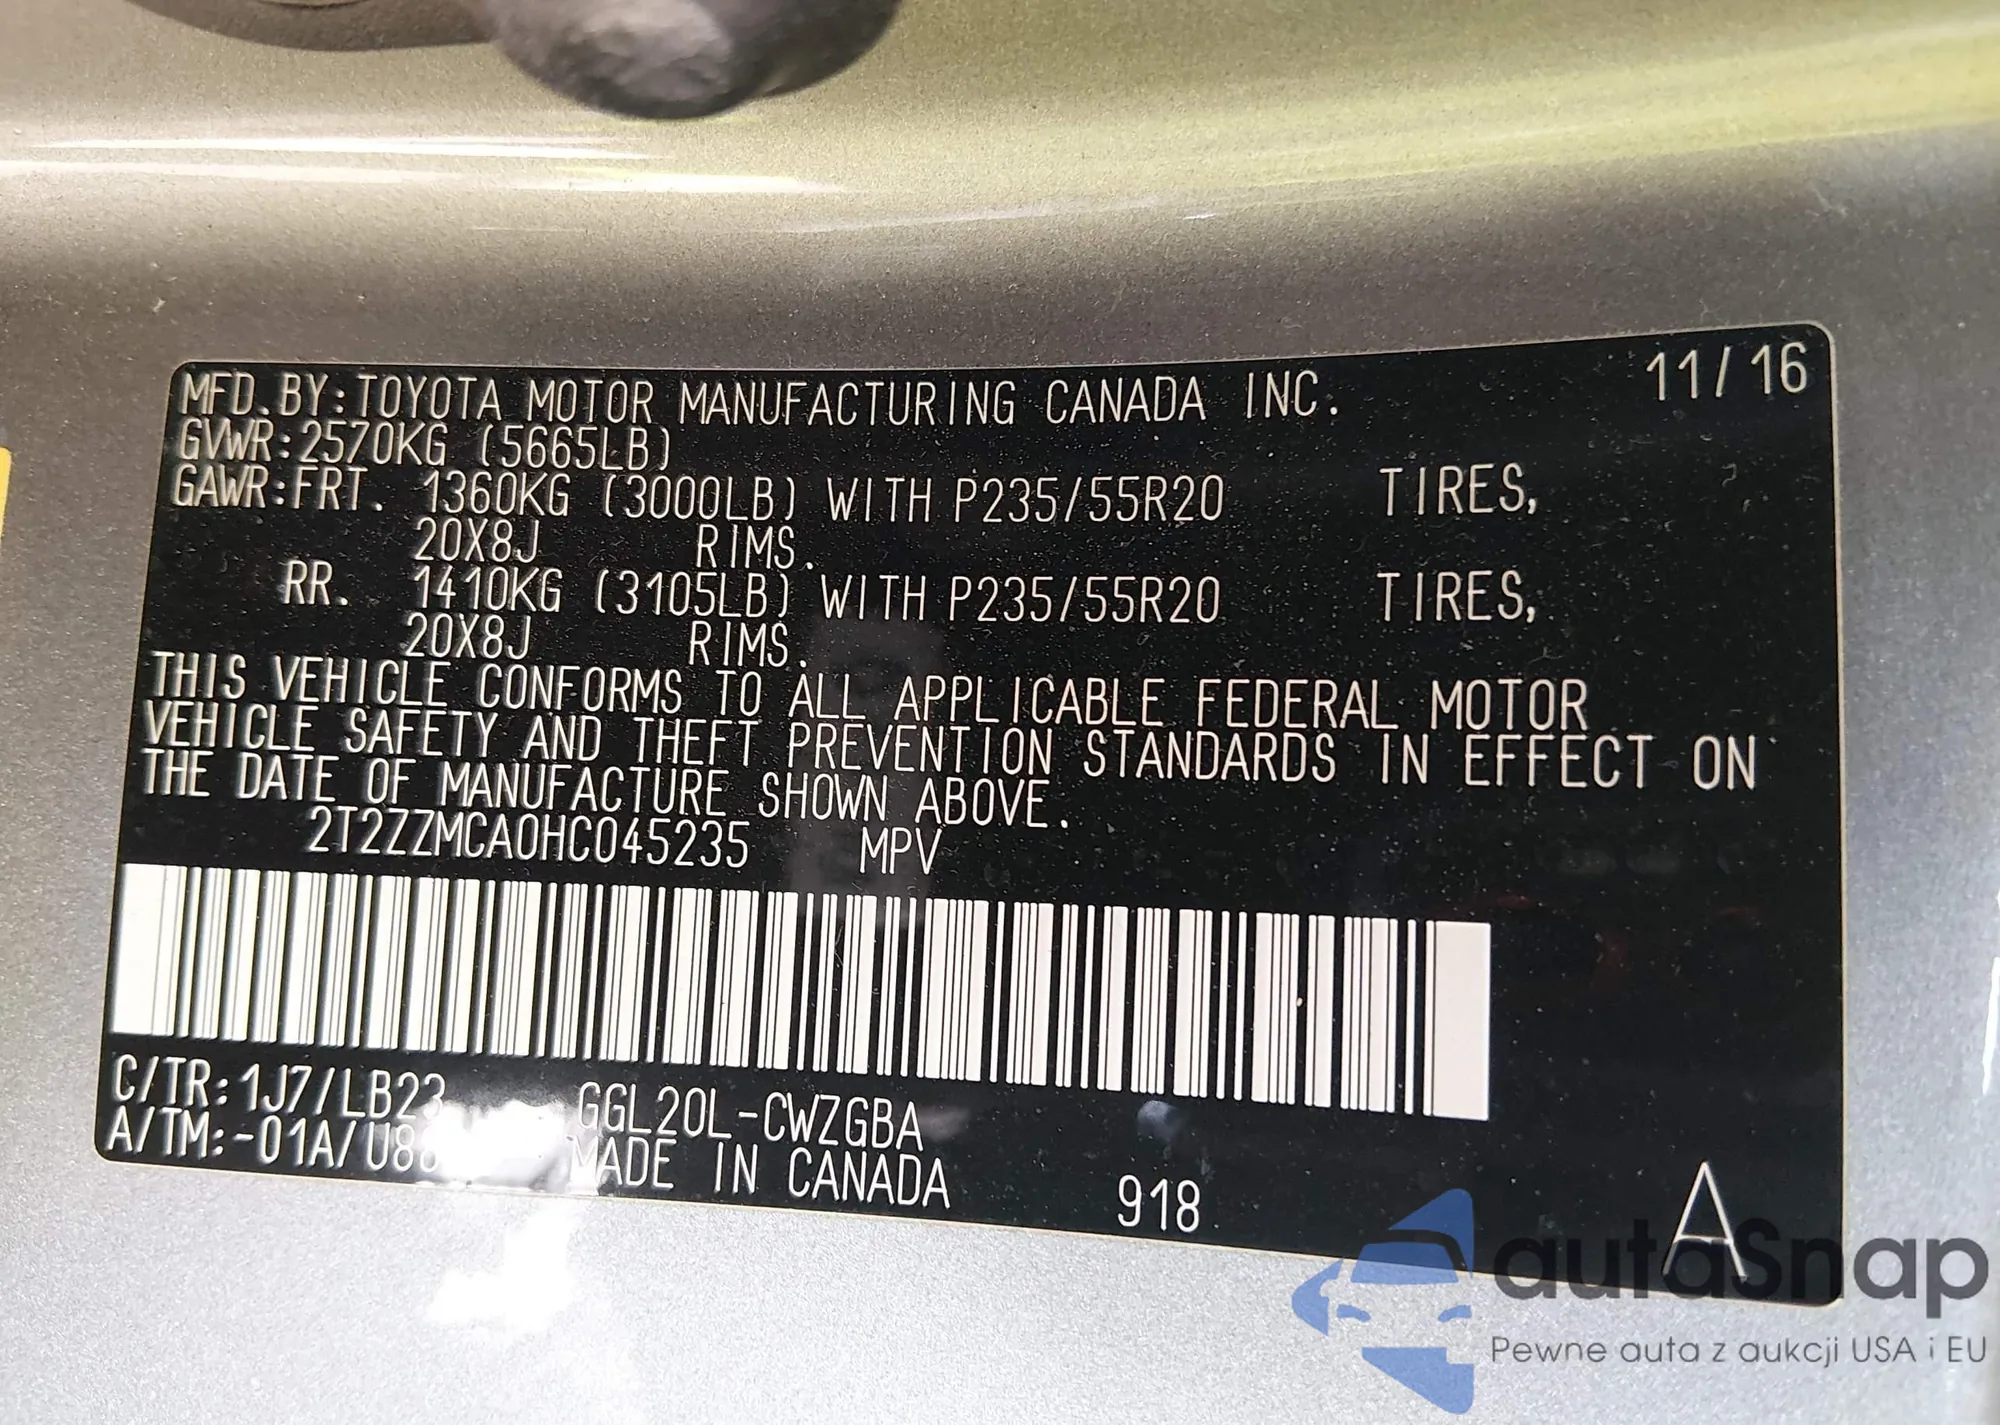 MFD. BY: TOYOTA MOTOR MANUFACTURING CANADA INC. 11/16
GVWR: 2570KG (5665LB)
GAWR: FRT. 1360KG (3000LB) WITH P235/55R20 TIRES,
20X8J RIMS.
RR. 1410KG (3105LB) WITH P235/55R20 TIRES,
20X8J RIMS.
THIS VEHICLE CONFORMS TO ALL APPLICABLE FEDERAL MOTOR
VEHICLE SAFETY AND THEFT PREVENTION STANDARDS IN EFFECT ON
THE DATE OF MANUFACTURE SHOWN ABOVE.
2T2ZZMCA0HC045235 MPV
C/TR: 1J7/LB23 GGL20L-CWZGBA
A/TM: -01A/ MADE IN CANADA 918 A
autaSnap
Pewne auta z aukcji USA i EU